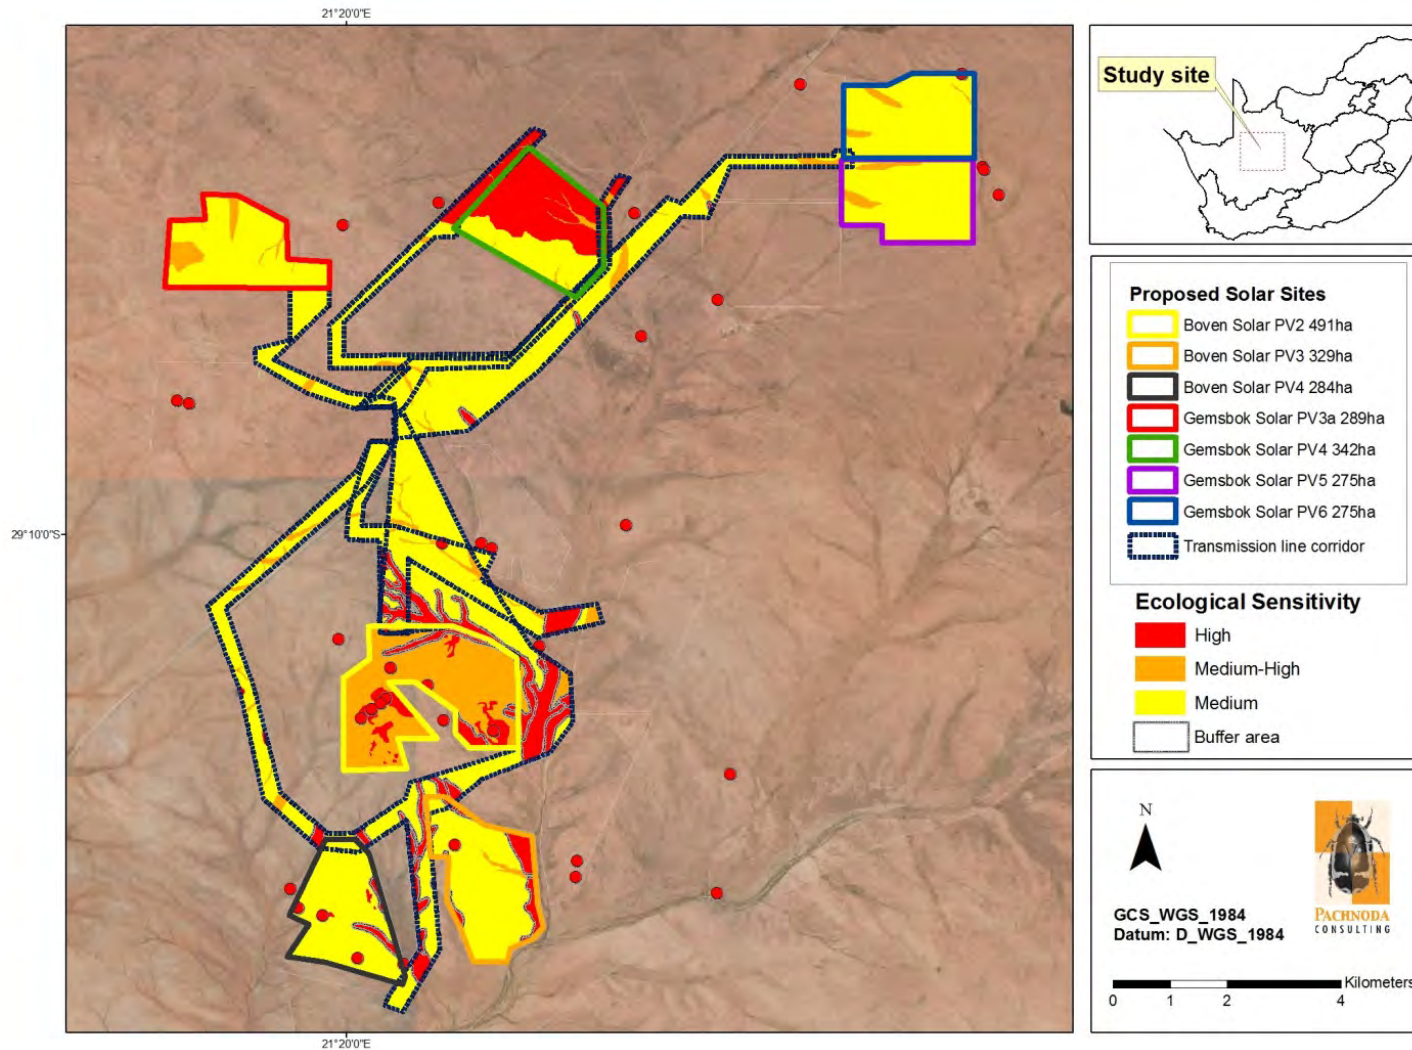 21°20'0"E
29°10'0"S
21°20'0"E
Study site
Proposed Solar Sites
Boven Solar PV2 491ha
Boven Solar PV3 329ha
Boven Solar PV4 284ha
Gemsbok Solar PV3a 289ha
Gemsbok Solar PV4 342ha
Gemsbok Solar PV5 275ha
Gemsbok Solar PV6 275ha
Transmission line corridor
Ecological Sensitivity
High
Medium-High
Medium
Buffer area
N
PACHNODA
CONSULTING
GCS_WGS_1984
Datum: D_WGS_1984
Kilometers
0 1 2 4